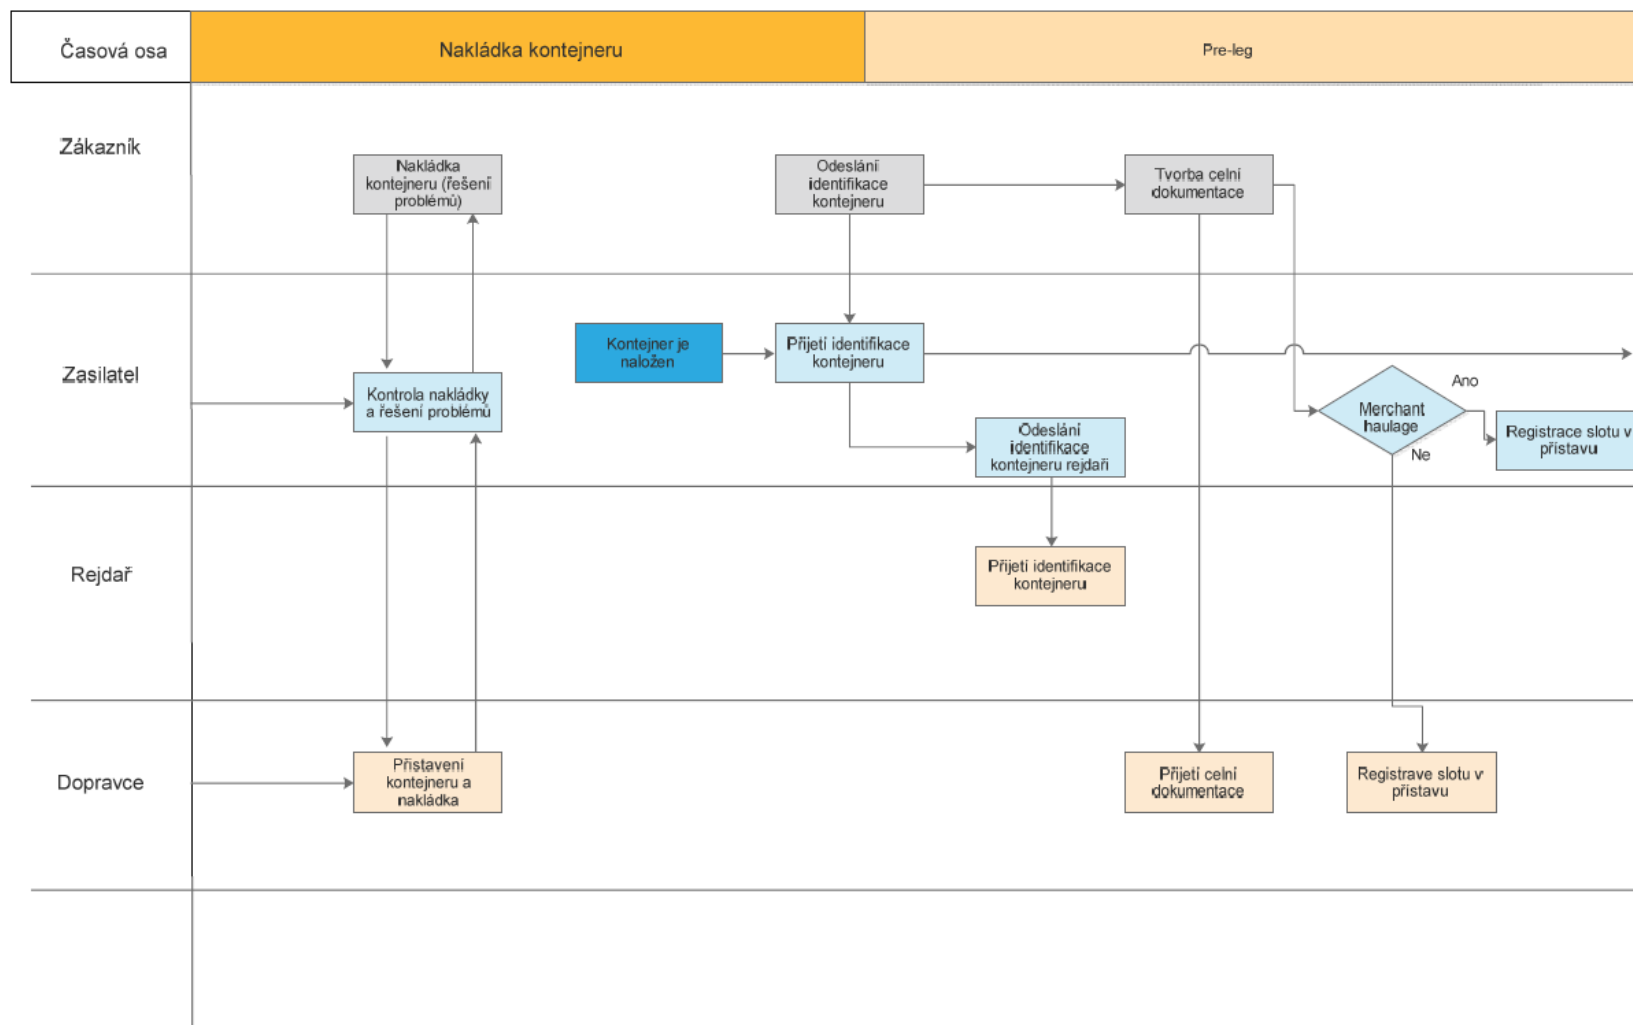 Časová osa
Nakládka kontejneru
Pre-leg
Zákazník
Nakládka
kontejneru (řešení
problémů)
Odeslání
identifikace
kontejneru
Tvorba celní
dokumentace
Zasilatel
Kontejner je
naložen
Přijetí identifikace
kontejneru
Kontrola nakládky
a řešení problémů
Odeslání
identifikace
kontejneru rejdaři
Merchant
haulage
Ano
Ne
Registrace slotu v
přístavu
Rejdař
Přijetí identifikace
kontejneru
Dopravce
Přistavení
kontejneru a
nakládka
Přijetí celní
dokumentace
Registrave slotu v
přístavu